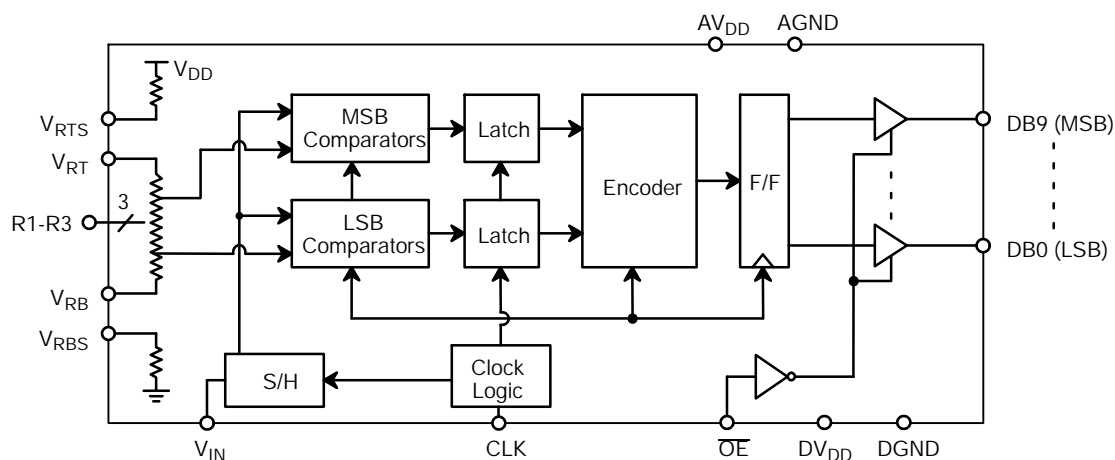 AVDD AGND
VDD
VRTS
VRT
R1-R3
3
VRB
VRBS
MSB
Comparators
LSB
Comparators
Latch
Latch
Encoder
F/F
DB9 (MSB)
DB0 (LSB)
S/H
Clock
Logic
VIN
CLK
OE
DVDD
DGND